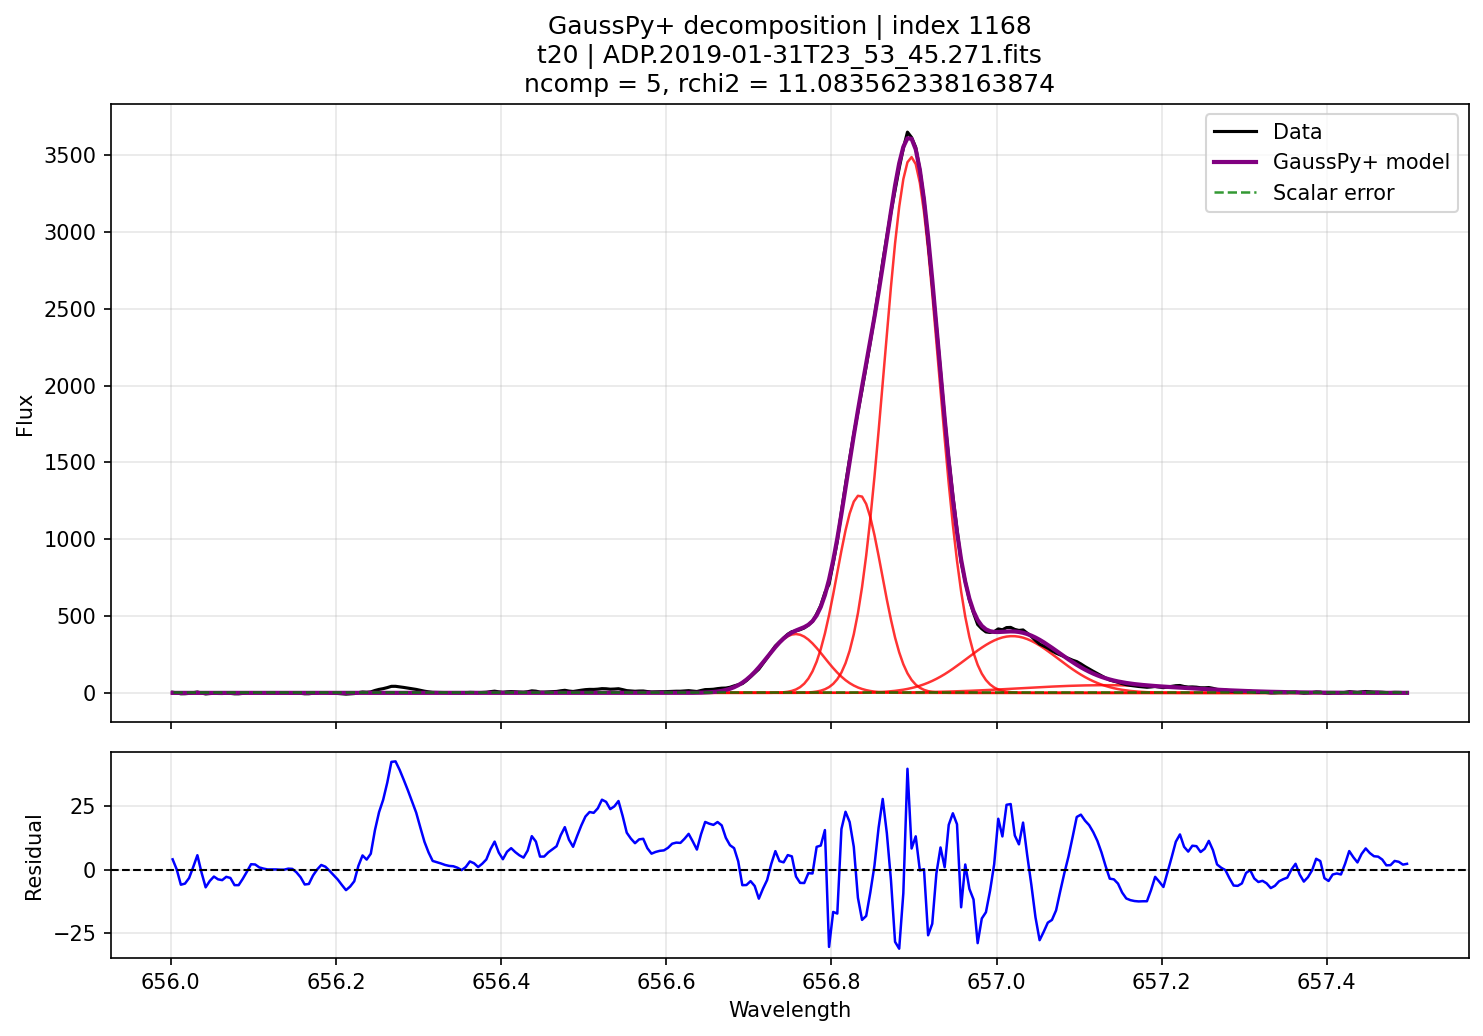 GaussPy+ decomposition | index 1168
t20 | ADP.2019-01-31T23_53_45.271.fits
ncomp = 5, rchi2 = 11.083562338163874
Data
GaussPy+ model
Scalar error
Flux
3500
3000
2500
2000
1500
1000
500
0
Residual
25
0
−25
656.0 656.2 656.4 656.6 656.8 657.0 657.2 657.4
Wavelength